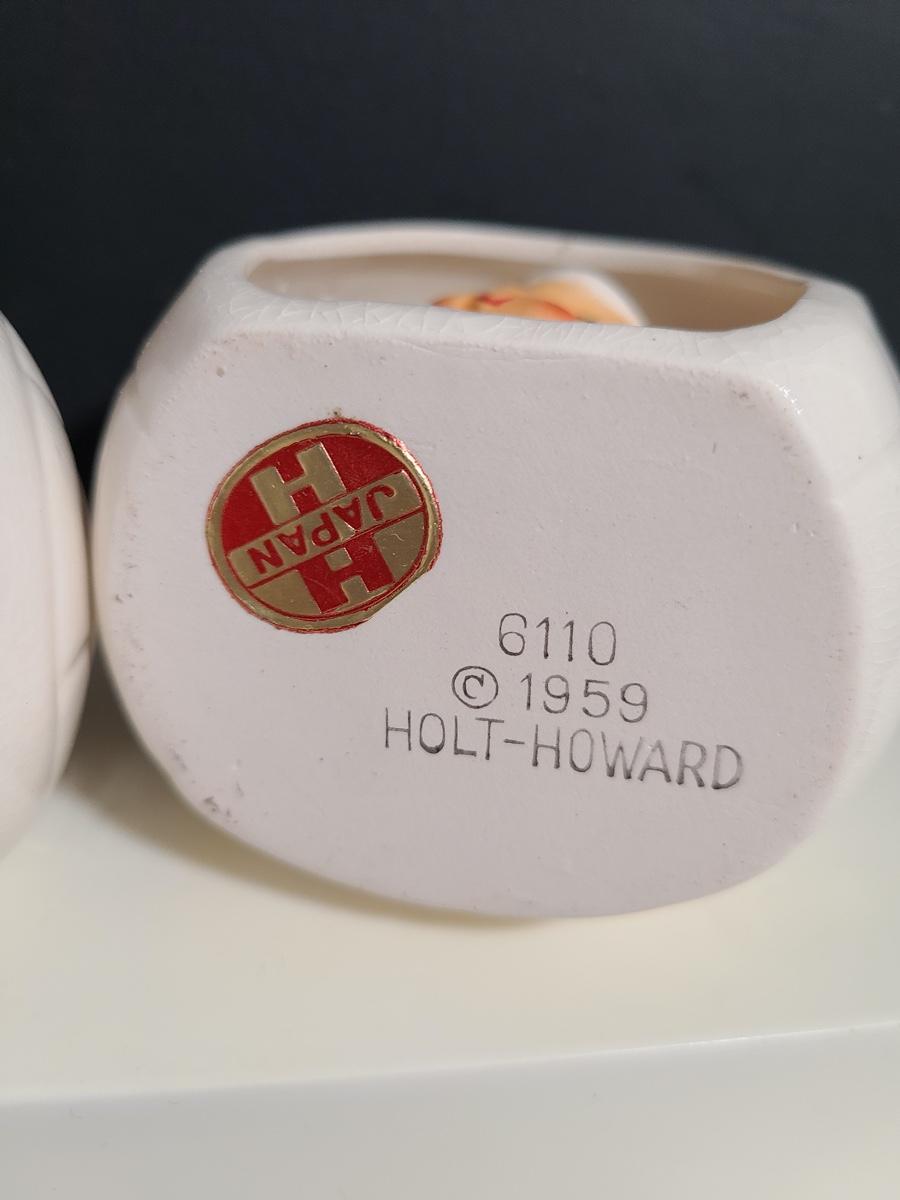 H
JAPAN
H
6110
© 1959
HOLT-HOWARD